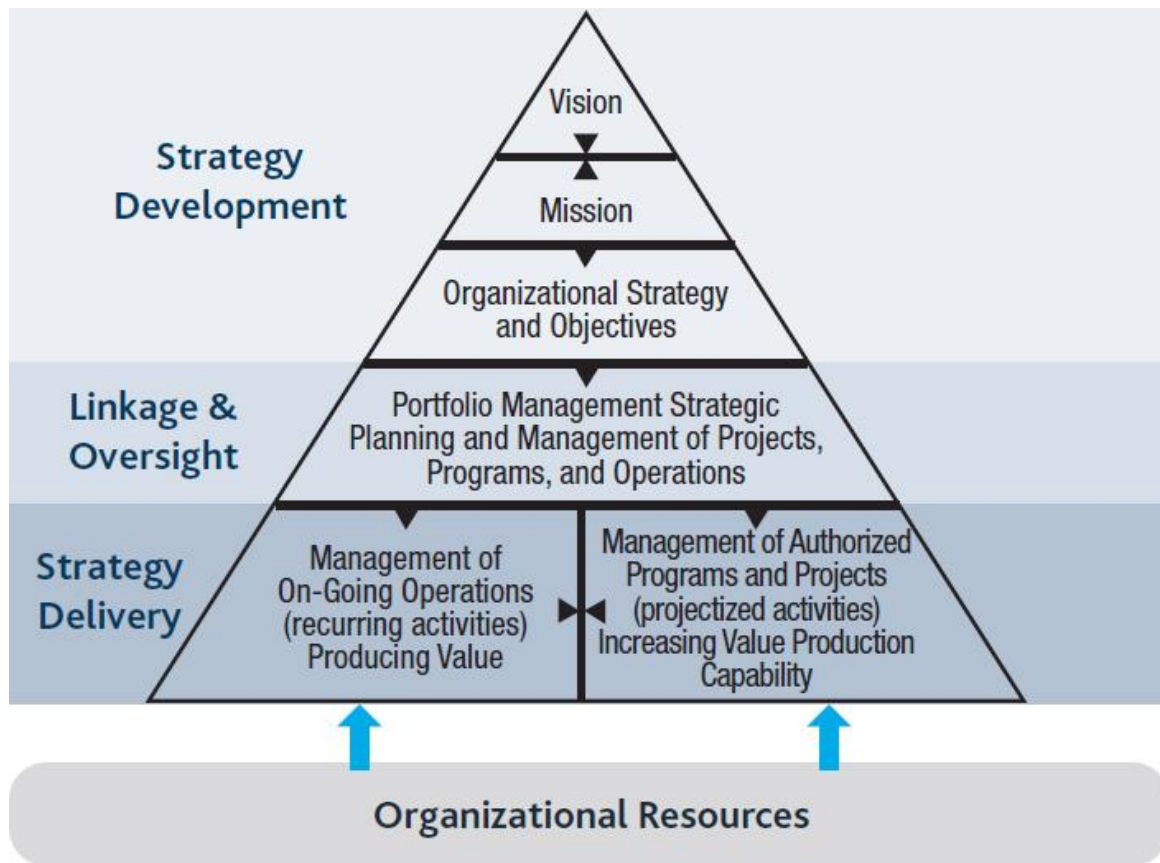 Vision
Strategy
Development
Mission
Organizational Strategy
and Objectives
Linkage &
Oversight
Portfolio Management Strategic
Planning and Management of Projects,
Programs, and Operations
Strategy
Delivery
Management of
On-Going Operations
(recurring activities)
Producing Value
Management of Authorized
Programs and Projects
(projectized activities)
Increasing Value Production
Capability
Organizational Resources